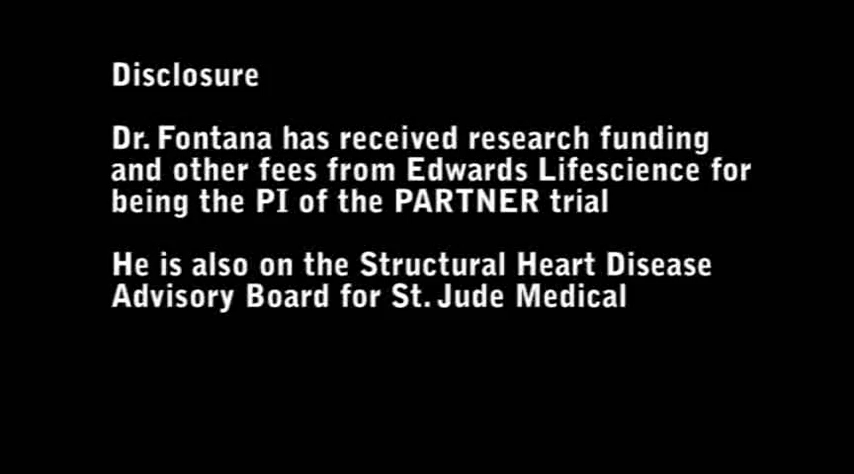 Disclosure
Dr. Fontana has received research funding
and other fees from Edwards Lifescience for
being the PI of the PARTNER trial
He is also on the Structural Heart Disease
Advisory Board for St. Jude Medical